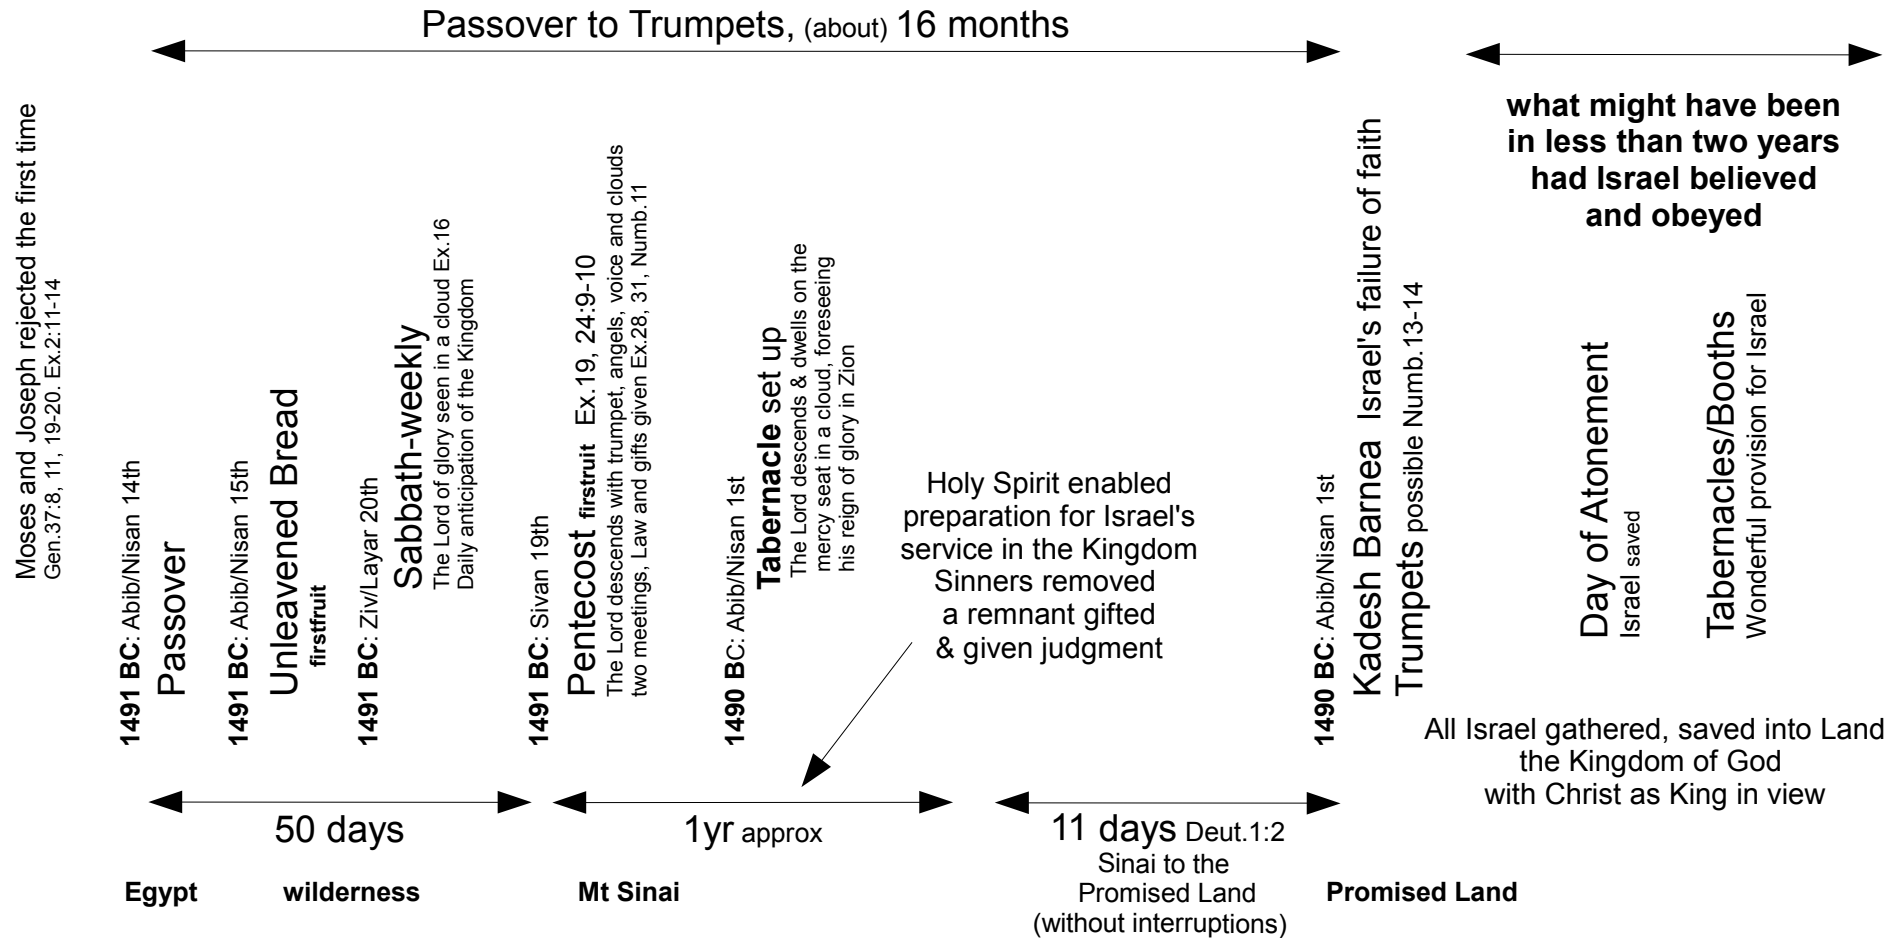 Passover to Trumpets, (about) 16 months
Moses and Joseph rejected the first time
Gen.37:8, 11, 19-20. Ex.2:11-14
1491 BC: Abib/Nisan 14th
Passover
1491 BC: Abib/Nisan 15th
Unleavened Bread
firstfruit
1491 BC: Ziv/Layar 20th
Sabbath-weekly
The Lord of glory seen in a cloud Ex.16
Daily anticipation of the Kingdom
1491 BC: Sivan 19th
Pentecost firstruit Ex.19, 24:9-10
The Lord descends with trumpet, angels, voice and clouds
two meetings, Law and gifts given Ex.28, 31, Numb.11
1490 BC: Abib/Nisan 1st
Tabernacle set up
The Lord descends & dwells on the
mercy seat in a cloud, foreseeing
his reign of glory in Zion
Holy Spirit enabled
preparation for Israel's
service in the Kingdom
Sinners removed
a remnant gifted
& given judgment
1490 BC: Abib/Nisan 1st
Kadesh Barnea Israel's failure of faith
Trumpets possible Numb.13-14
what might have been
in less than two years
had Israel believed
and obeyed
Day of Atonement
Israel saved
Tabernacles/Booths
Wonderful provision for Israel
All Israel gathered, saved into Land
the Kingdom of God
with Christ as King in view
50 days
1yr approx
11 days Deut.1:2
Sinai to the
Promised Land
(without interruptions)
Egypt
wilderness
Mt Sinai
Promised Land